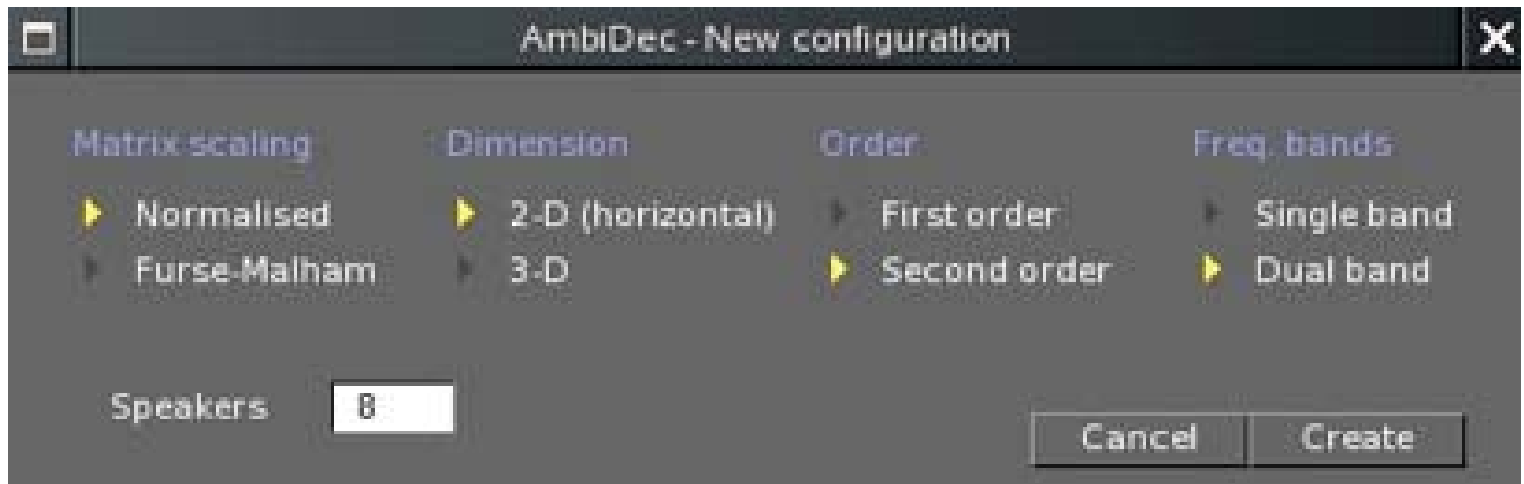 AmbiDec - New configuration
Matrix scaling Dimension Order Freq. bands
Normalised 2-D (horizontal) First order Single band
Furse-Malham 3-D Second order Dual band
Speakers 8
Cancel Create